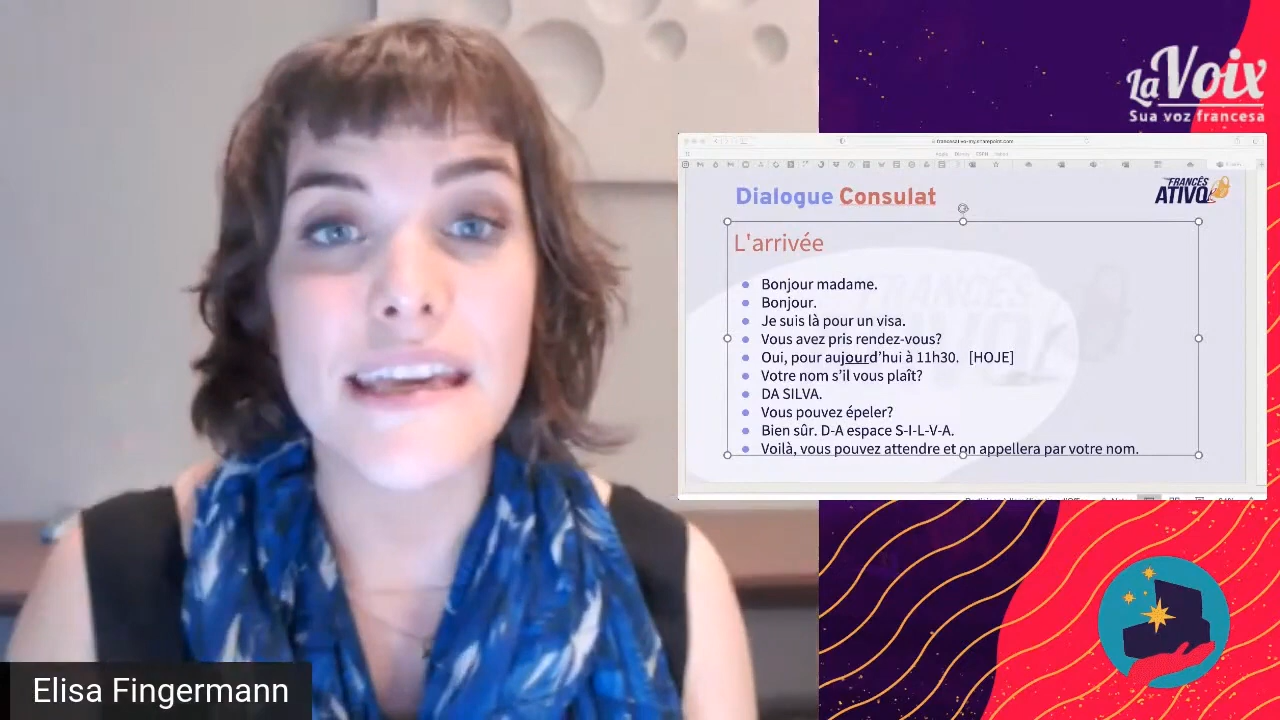 LaVoix
Sua voz francesa
Dialogue Consulat
FRANCÊS
ATIVO
L'arrivée
Bonjour madame.
Bonjour.
Je suis là pour un visa.
Vous avez pris rendez-vous?
Oui, pour aujourd'hui à 11h30. [HOJE]
Votre nom s'il vous plaît?
DA SILVA.
Vous pouvez épeler?
Bien sûr. D-A espace S-I-L-V-A.
Voilà, vous pouvez attendre et on appellera par votre nom.
Elisa Fingermann